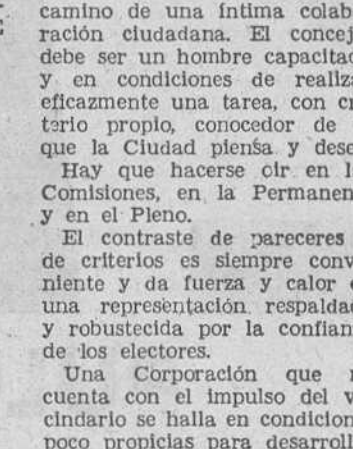 camino de una íntima colab
ración ciudadana. El concej
debe ser un hombre capacitad
y en condiciones de realiza
eficazmente una tarea, con cr
terio propio, conocedor de
que la Ciudad piensa y dese
Hay que hacerse oir en l
Comisiones, en la Permanen
y en el Pleno.
El contraste de pareceres
de criterios es siempre conv
niente y da fuerza y calor
una representación respaldad
y robustecida por la confian
de los electores.
Una Corporación que
cuenta con el impulso del v
cindario se halla en condicion
poco propicias para desarroll